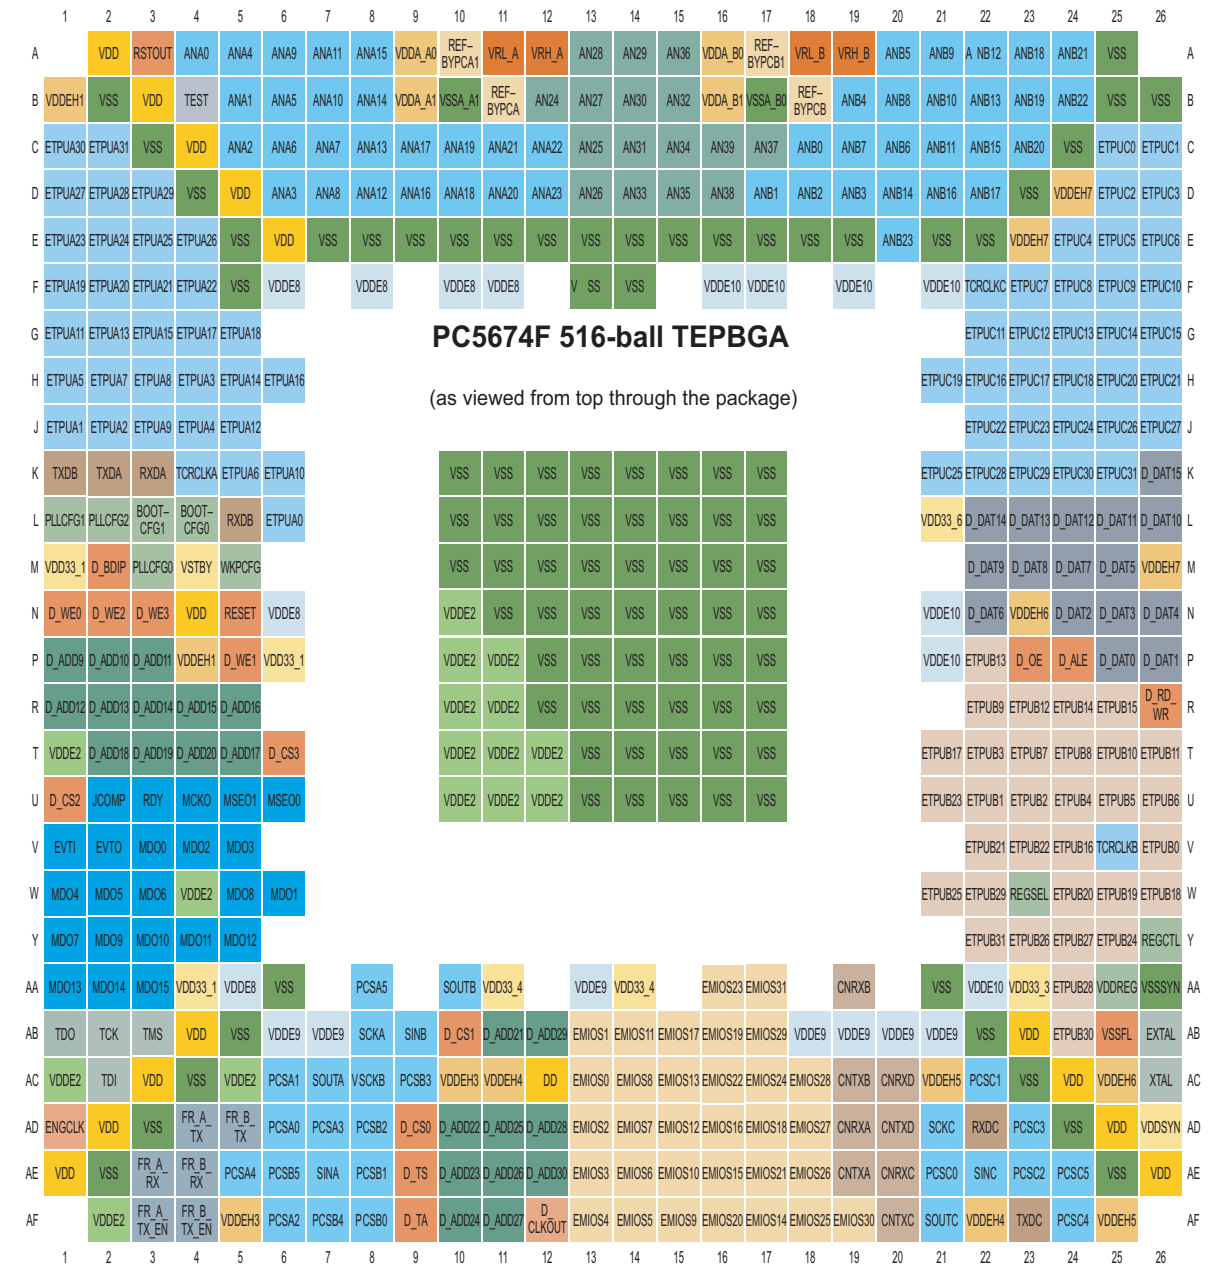 1 2 3 4 5 6 7 8 9 10 11 12 13 14 15 16 17 18 19 20 21 22 23 24 25 26
A VDD RSTOUT ANA0 ANA4 ANA9 ANA11 ANA15 VDDA_A0 REF–BYPCA1 VRL_A VRH_A AN28 AN29 AN36 VDDA_B0 REF–BYPCB1 VRL_B VRH_B ANB5 ANB9 A NB12 ANB18 ANB21 VSS A
B VDDEH1 VSS VDD TEST ANA1 ANA5 ANA10 ANA14 VDDA_A1 VSSA_A1 REF–BYPCA AN24 AN27 AN30 AN32 VDDA_B1 VSSA_B0 REF–BYPCB ANB4 ANB8 ANB10 ANB13 ANB19 ANB22 VSS VSS B
C ETPUA30 ETPUA31 VSS VDD ANA2 ANA6 ANA7 ANA13 ANA17 ANA19 ANA21 ANA22 AN25 AN31 AN34 AN39 AN37 ANB0 ANB7 ANB6 ANB11 ANB15 ANB20 VSS ETPUC0 ETPUC1 C
D ETPUA27 ETPUA28 ETPUA29 VSS VDD ANA3 ANA8 ANA12 ANA16 ANA18 ANA20 ANA23 AN26 AN33 AN35 AN38 ANB1 ANB2 ANB3 ANB14 ANB16 ANB17 VSS VDDEH7 ETPUC2 ETPUC3 D
E ETPUA23 ETPUA24 ETPUA25 ETPUA26 VSS VDD VSS VSS VSS VSS VSS VSS VSS VSS VSS VSS VSS VSS VSS ANB23 VSS VSS VDDEH7 ETPUC4 ETPUC5 ETPUC6 E
F ETPUA19 ETPUA20 ETPUA21 ETPUA22 VSS VDDE8 VDDE8 VDDE8 VDDE8 V SS VSS VDDE10 VDDE10 VDDE10 VDDE10 TCRCLKC ETPUC7 ETPUC8 ETPUC9 ETPUC10 F
G ETPUA11 ETPUA13 ETPUA15 ETPUA17 ETPUA18 PC5674F 516-ball TEPBGA ETPUC11 ETPUC12 ETPUC13 ETPUC14 ETPUC15 G
H ETPUA5 ETPUA7 ETPUA8 ETPUA3 ETPUA14 ETPUA16 (as viewed from top through the package) ETPUC19 ETPUC16 ETPUC17 ETPUC18 ETPUC20 ETPUC21 H
J ETPUA1 ETPUA2 ETPUA9 ETPUA4 ETPUA12 ETPUC22 ETPUC23 ETPUC24 ETPUC26 ETPUC27 J
K TXDB TXDA RXDA TCRCLKA ETPUA6 ETPUA10 VSS VSS VSS VSS VSS VSS VSS VSS ETPUC25 ETPUC28 ETPUC29 ETPUC30 ETPUC31 D_DAT15 K
L PLLCFG1 PLLCFG2 BOOT–CFG1 BOOT–CFG0 RXDB ETPUA0 VSS VSS VSS VSS VSS VSS VSS VSS VDD33_6 D_DAT14 D_DAT13 D_DAT12 D_DAT11 D_DAT10 L
M VDD33_1 D_BDIP PLLCFG0 VSTBY WKPCFG VSS VSS VSS VSS VSS VSS VSS VSS D_DAT9 D_DAT8 D_DAT7 D_DAT5 VDDEH7 M
N D_WE0 D_WE2 D_WE3 VDD RESET VDDE8 VDDE2 VSS VSS VSS VSS VSS VSS VSS VDDE10 D_DAT6 VDDEH6 D_DAT2 D_DAT3 D_DAT4 N
P D_ADD9 D_ADD10 D_ADD11 VDDEH1 D_WE1 VDD33_1 VDDE2 VDDE2 VSS VSS VSS VSS VSS VSS VDDE10 ETPUB13 D_OE D_ALE D_DAT0 D_DAT1 P
R D_ADD12 D_ADD13 D_ADD14 D_ADD15 D_ADD16 VDDE2 VDDE2 VSS VSS VSS VSS VSS VSS ETPUB9 ETPUB12 ETPUB14 ETPUB15 D_RD_WR R
T VDDE2 D_ADD18 D_ADD19 D_ADD20 D_ADD17 D_CS3 VDDE2 VDDE2 VDDE2 VSS VSS VSS VSS VSS ETPUB17 ETPUB3 ETPUB7 ETPUB8 ETPUB10 ETPUB11 T
U D_CS2 JCOMP RDY MCKO MSEO1 MSEO0 VDDE2 VDDE2 VDDE2 VSS VSS VSS VSS VSS ETPUB23 ETPUB1 ETPUB2 ETPUB4 ETPUB5 ETPUB6 U
V EVTI EVTO MDO0 MDO2 MDO3 ETPUB21 ETPUB22 ETPUB16 TCRCLKB ETPUB0 V
W MDO4 MDO5 MDO6 VDDE2 MDO8 MDO1 ETPUB25 ETPUB29 REGSEL ETPUB20 ETPUB19 ETPUB18 W
Y MDO7 MDO9 MDO10 MDO11 MDO12 ETPUB31 ETPUB26 ETPUB27 ETPUB24 REGCTL Y
AA MDO13 MDO14 MDO15 VDD33_1 VDDE8 VSS PCSA5 SOUTB VDD33_4 VDDE9 VDD33_4 EMIOS23 EMIOS31 CNRXB VSS VDDE10 VDD33_3 ETPUB28 VDDREG VSSSYN AA
AB TDO TCK TMS VDD VSS VDDE9 VDDE9 SCKA SINB D_CS1 D_ADD21 D_ADD29 EMIOS1 EMIOS11 EMIOS17 EMIOS19 EMIOS29 VDDE9 VDDE9 VDDE9 VDDE9 VSS VDD ETPUB30 VSSFL EXTAL AB
AC VDDE2 TDI VDD VSS VDDE2 PCSA1 SOUTA VSCKB PCSB3 VDDEH3 VDDEH4 DD EMIOS0 EMIOS8 EMIOS13 EMIOS22 EMIOS24 EMIOS28 CNTXB CNRXD VDDEH5 PCSC1 VSS VDD VDDEH6 XTAL AC
AD ENGCLK VDD VSS FR_A_TX FR_B_TX PCSA0 PCSA3 PCSB2 D_CS0 D_ADD22 D_ADD25 D_ADD28 EMIOS2 EMIOS7 EMIOS12 EMIOS16 EMIOS18 EMIOS27 CNRXA CNTXD SCKC RXDC PCSC3 VSS VDD VDDSYN AD
AE VDD VSS FR_A_RX FR_B_RX PCSA4 PCSB5 SINA PCSB1 D_TS D_ADD23 D_ADD26 D_ADD30 EMIOS3 EMIOS6 EMIOS10 EMIOS15 EMIOS21 EMIOS26 CNTXA CNRXC PCSC0 SINC PCSC2 PCSC5 VSS VDD AE
AF VDDE2 FR_A_TX_EN FR_B_TX_EN VDDEH3 PCSA2 PCSB4 PCSB0 D_TA D_ADD24 D_ADD27 D_CLKOUT EMIOS4 EMIOS5 EMIOS9 EMIOS20 EMIOS14 EMIOS25 EMIOS30 CNTXC SOUTC VDDEH4 TXDC PCSC4 VDDEH5 AF
1 2 3 4 5 6 7 8 9 10 11 12 13 14 15 16 17 18 19 20 21 22 23 24 25 26